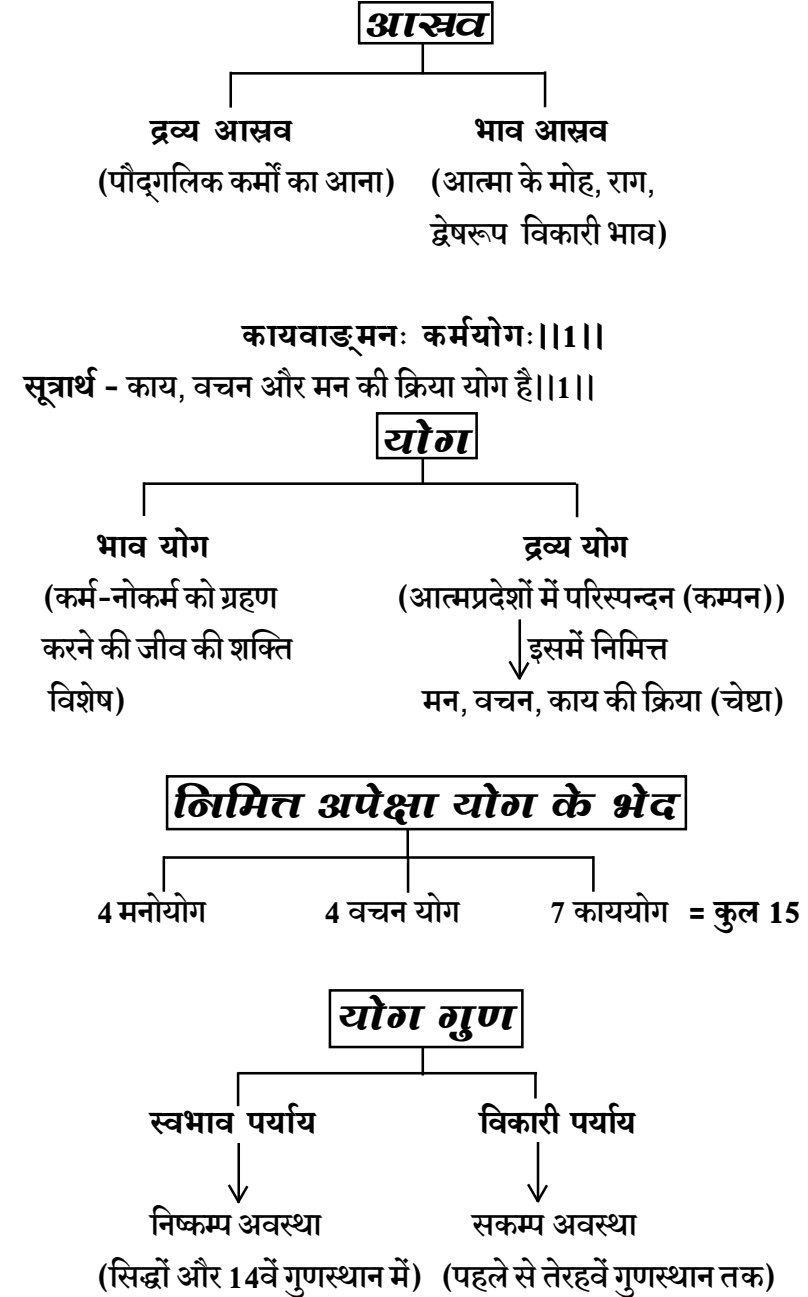 आस्रव
द्रव्य आस्रव भाव आस्रव
(पौद्गलिक कर्मों का आना) (आत्मा के मोह, राग,
द्वेषरूप विकारी भाव)
कायवाङ्मनः कर्मयोगः||1||
सूत्रार्थ - काय, वचन और मन की क्रिया योग है||1||
योग
भाव योग द्रव्य योग
(कर्म-नोकर्म को ग्रहण (आत्मप्रदेशों में परिस्पन्दन (कम्पन))
करने की जीव की शक्ति इसमें निमित्त
विशेष) मन, वचन, काय की क्रिया (चेष्टा)
निमित्त अपेक्षा योग के भेद
4 मनोयोग 4 वचन योग 7 काययोग = कुल 15
योग गुण
स्वभाव पर्याय विकारी पर्याय
निष्कम्प अवस्था सकम्प अवस्था
(सिद्धों और 14वें गुणस्थान में) (पहले से तेरहवें गुणस्थान तक)